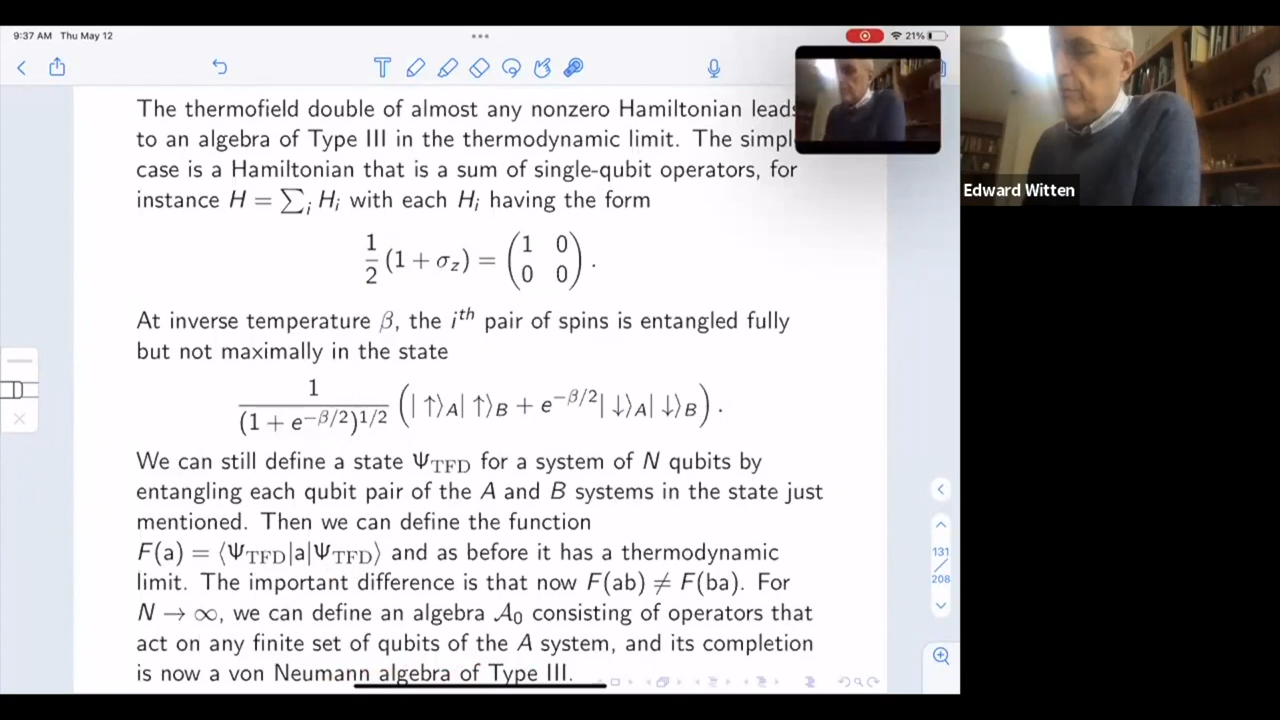 9:37 AM Thu May 12
21%
The thermofield double of almost any nonzero Hamiltonian leads
to an algebra of Type III in the thermodynamic limit. The simpl
case is a Hamiltonian that is a sum of single-qubit operators, for
instance H = ∑ᵢ Hᵢ with each Hᵢ having the form
1/2 (1 + σ_z) = (1 0 0 0) .
At inverse temperature β, the iᵗʰ pair of spins is entangled fully
but not maximally in the state
1/(1 + e^{−β/2})^{1/2} (|↑⟩_A|↑⟩_B + e^{−β/2}|↓⟩_A|↓⟩_B) .
We can still define a state Ψ_TFD for a system of N qubits by
entangling each qubit pair of the A and B systems in the state just
mentioned. Then we can define the function
F(a) = ⟨Ψ_TFD|a|Ψ_TFD⟩ and as before it has a thermodynamic
limit. The important difference is that now F(ab) ≠ F(ba). For
N → ∞, we can define an algebra 𝒜₀ consisting of operators that
act on any finite set of qubits of the A system, and its completion
is now a von Neumann algebra of Type III.
131
/
208
Edward Witten